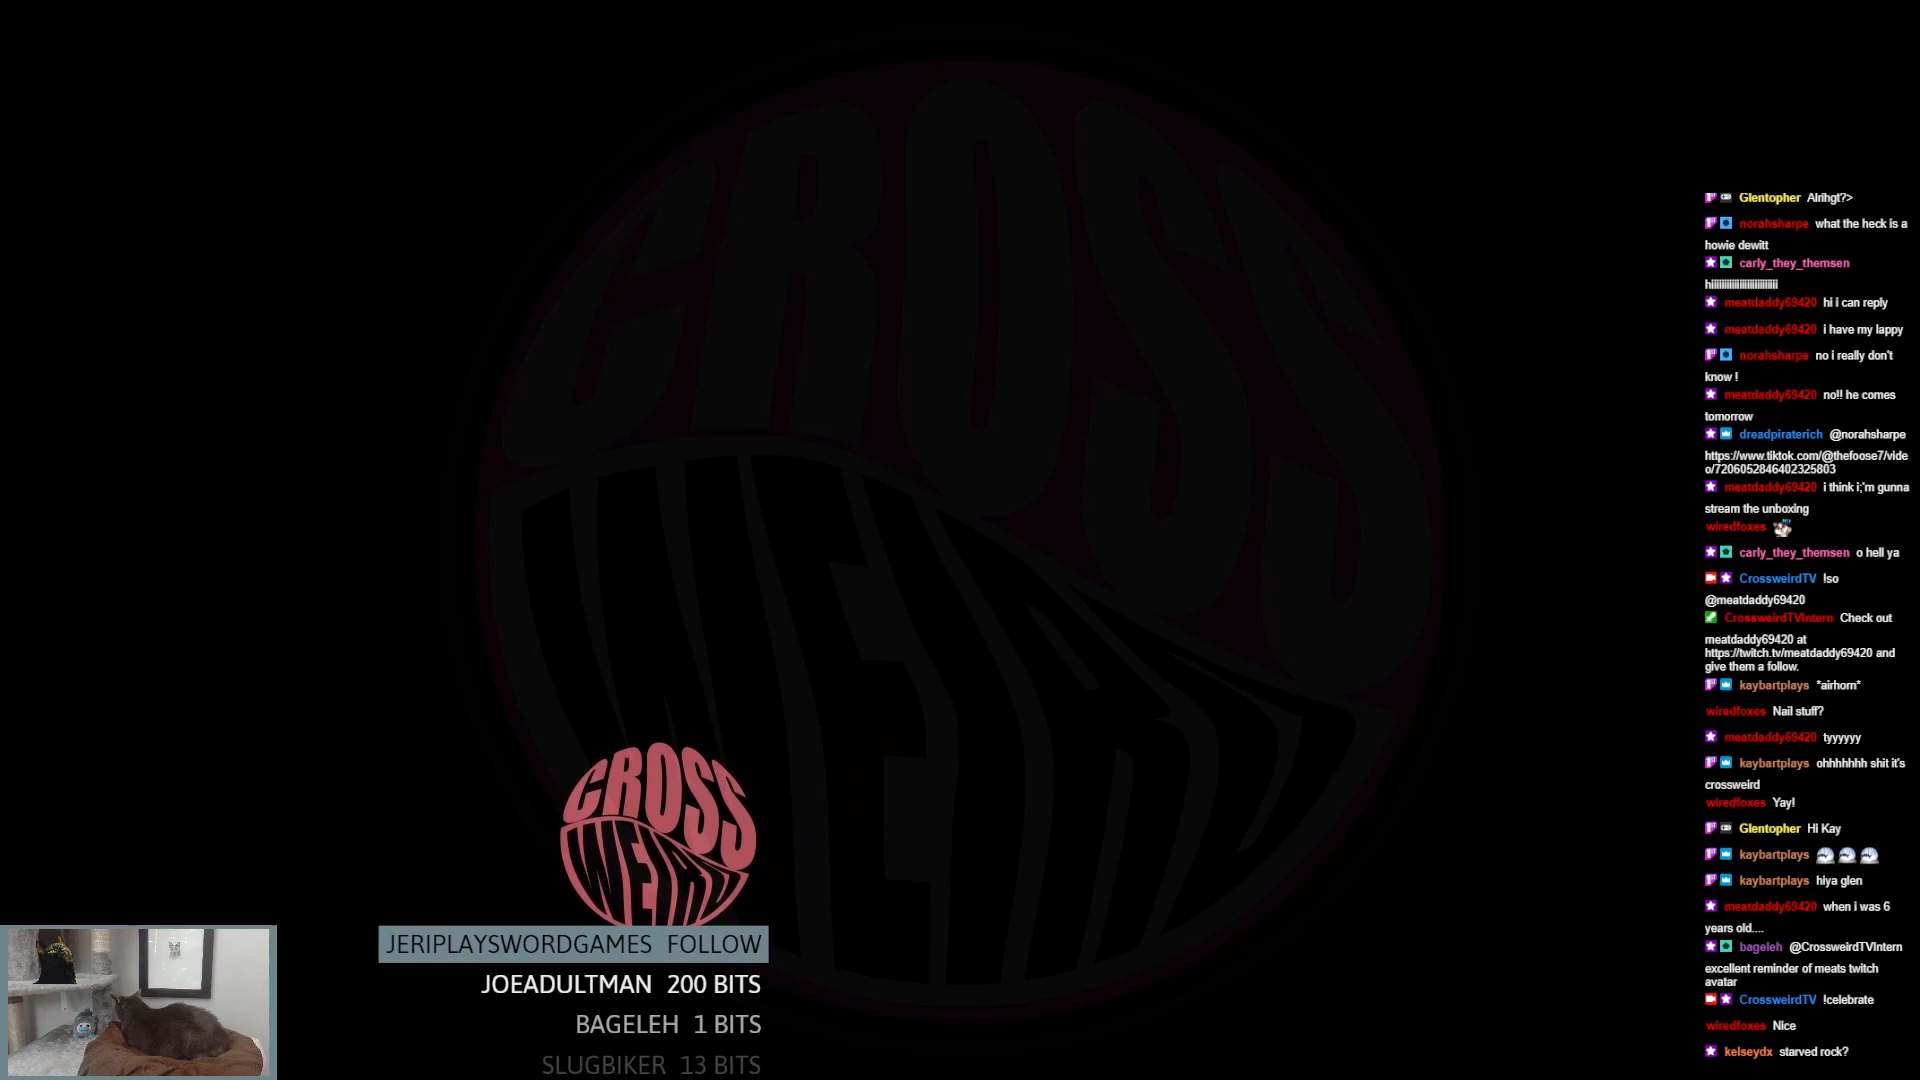 CROSS
WEIRD
CROSS
WEIRD
JERIPLAYSWORDGAMES FOLLOW
JOEADULTMAN 200 BITS
BAGELEH 1 BITS
SLUGBIKER 13 BITS
Glentopher Alrihgt?>
norahsharpe what the heck is a
howie dewitt
carly_they_themsen
meatdaddy69420 hi i can reply
meatdaddy69420 i have my lappy
norahsharpe no i really don't
know !
meatdaddy69420 no!! he comes
tomorrow
dreadpiraterich @norahsharpe
https://www.tiktok.com/@thefoose7/vide
o/7206052846402325803
meatdaddy69420 i think i;'m gunna
stream the unboxing
wiredfoxes
carly_they_themsen o hell ya
CrossweirdTV !so
@meatdaddy69420
CrossweirdTVIntern Check out
meatdaddy69420 at
https://twitch.tv/meatdaddy69420 and
give them a follow.
kaybartplays *airhorn*
wiredfoxes Nail stuff?
meatdaddy69420 tyyyyyy
kaybartplays ohhhhhhh shit it's
crossweird
wiredfoxes Yay!
Glentopher Hi Kay
kaybartplays
kaybartplays hiya glen
meatdaddy69420 when i was 6
years old....
bageleh @CrossweirdTVIntern
excellent reminder of meats twitch
avatar
CrossweirdTV !celebrate
wiredfoxes Nice
kelseydx starved rock?